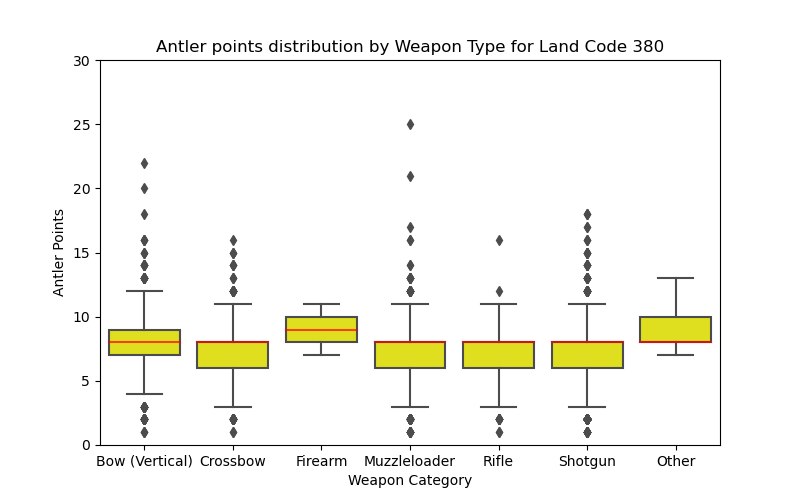 Antler points distribution by Weapon Type for Land Code 380
30
25
20
15
10
5
0
Antler Points
Bow (Vertical) Crossbow Firearm Muzzleloader Rifle Shotgun Other
Weapon Category